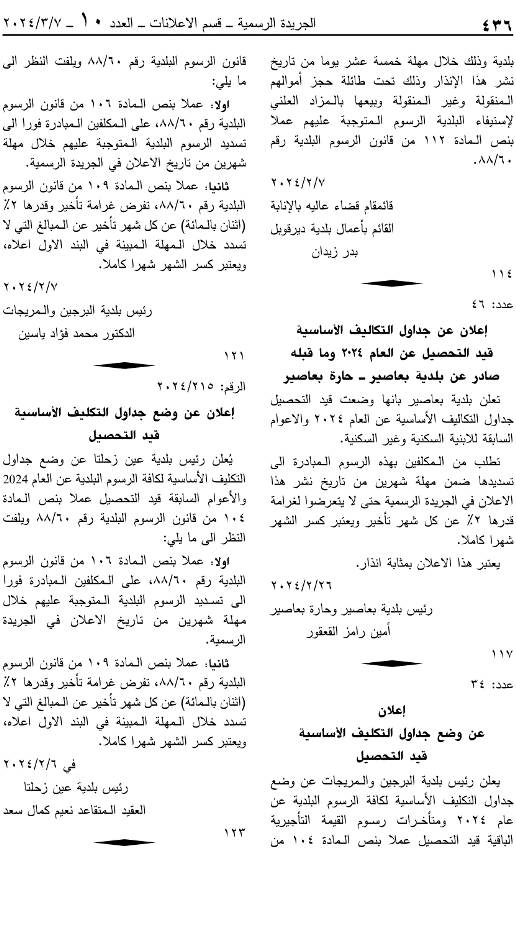 ٤٣٦
الجريدة الرسمية ــ قسم الاعلانات ــ العدد ١٠ ــ ٢٠٢٤/٣/٧
بلدية وذلك خلال مهلة خمسة عشر يوما من تاريخ
نشر هذا الإنذار وذلك تحت طائلة حجز أموالهم
المنقولة وغير المنقولة وبيعها بالمزاد العلني
لإستيفاء البلدية الرسوم المتوجبة عليهم عملا
بنص المادة ١١٢ من قانون الرسوم البلدية رقم
٨٨/٦٠.
٢٠٢٤/٢/٧
قائمقام قضاء عاليه بالإنابة
القائم بأعمال بلدية ديرقوبل
بدر زيدان
١١٤
عدد: ٤٦
إعلان عن جداول التكاليف الأساسية
قيد التحصيل عن العام ٢٠٢٤ وما قبله
صادر عن بلدية بعاصير ــ حارة بعاصير
تعلن بلدية بعاصير بانها وضعت قيد التحصيل
جداول التكاليف الأساسية عن العام ٢٠٢٤ والاعوام
السابقة للابنية السكنية وغير السكنية.
تطلب من المكلفين بهذه الرسوم المبادرة الى
تسديدها ضمن مهلة شهرين من تاريخ نشر هذا
الاعلان في الجريدة الرسمية حتى لا يتعرضوا لغرامة
قدرها ٢٪ عن كل شهر تأخير ويعتبر كسر الشهر
شهرا كاملا.
يعتبر هذا الاعلان بمثابة انذار.
٢٠٢٤/٢/٢٦
رئيس بلدية بعاصير وحارة بعاصير
أمين رامز القعقور
١١٧
عدد: ٣٤
إعلان
عن وضع جداول التكليف الأساسية
قيد التحصيل
يعلن رئيس بلدية البرجين والمريجات عن وضع
جداول التكليف الأساسية لكافة الرسوم البلدية عن
عام ٢٠٢٤ ومتأخرات رسوم القيمة التأجيرية
الباقية قيد التحصيل عملا بنص المادة ١٠٤ من
قانون الرسوم البلدية رقم ٨٨/٦٠ ويلفت النظر الى
ما يلي:
اولا: عملا بنص المادة ١٠٦ من قانون الرسوم
البلدية رقم ٨٨/٦٠، على المكلفين المبادرة فورا الى
تسديد الرسوم البلدية المتوجبة عليهم خلال مهلة
شهرين من تاريخ الاعلان في الجريدة الرسمية.
ثانيا: عملا بنص المادة ١٠٩ من قانون الرسوم
البلدية رقم ٨٨/٦٠، نفرض غرامة تأخير وقدرها ٢٪
(اثنان بالمائة) عن كل شهر تأخير عن المبالغ التي لا
تسدد خلال المهلة المبينة في البند الاول اعلاه،
ويعتبر كسر الشهر شهرا كاملا.
٢٠٢٤/٢/٧
رئيس بلدية البرجين والمريجات
الدكتور محمد فؤاد ياسين
١٢١
الرقم: ٢٠٢٤/٢١٥
إعلان عن وضع جداول التكليف الأساسية
قيد التحصيل
يُعلن رئيس بلدية عين زحلتا عن وضع جداول
التكليف الأساسية لكافة الرسوم البلدية عن العام 2024
والأعوام السابقة قيد التحصيل عملا بنص المادة
١٠٤ من قانون الرسوم البلدية رقم ٨٨/٦٠ ويلفت
النظر الى ما يلي:
اولا: عملا بنص المادة ١٠٦ من قانون الرسوم
البلدية رقم ٨٨/٦٠، على المكلفين المبادرة فورا
الى تسديد الرسوم البلدية المتوجبة عليهم خلال
مهلة شهرين من تاريخ الاعلان في الجريدة
الرسمية.
ثانيا: عملا بنص المادة ١٠٩ من قانون الرسوم
البلدية رقم ٨٨/٦٠، نفرض غرامة تأخير وقدرها ٢٪
(اثنان بالمائة) عن كل شهر تأخير عن المبالغ التي لا
تسدد خلال المهلة المبينة في البند الاول اعلاه،
ويعتبر كسر الشهر شهرا كاملا.
في ٢٠٢٤/٢/٦
رئيس بلدية عين زحلتا
العقيد المتقاعد نعيم كمال سعد
١٢٣